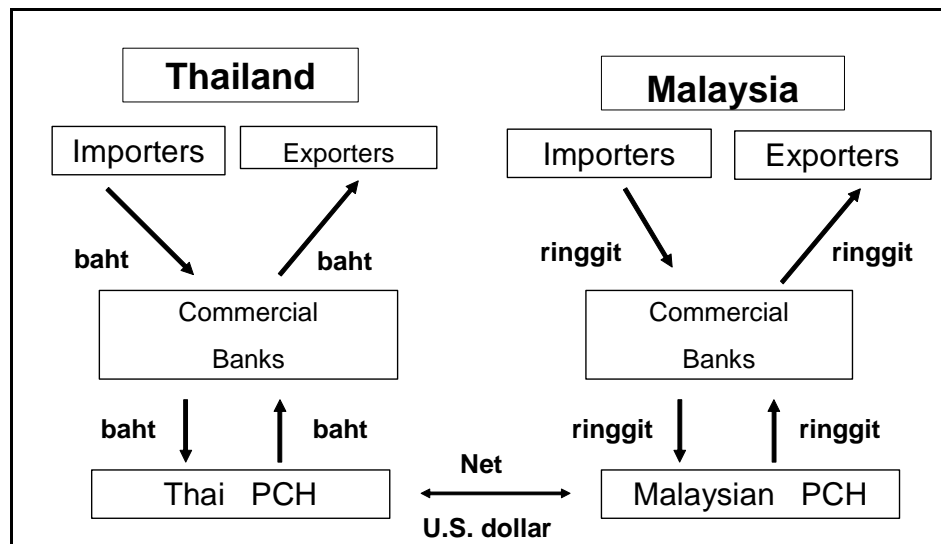 Thailand
Malaysia
Importers
Exporters
Importers
Exporters
baht
baht
ringgit
ringgit
Commercial
Banks
Commercial
Banks
baht
baht
ringgit
ringgit
Net
Thai PCH
Malaysian PCH
U.S. dollar